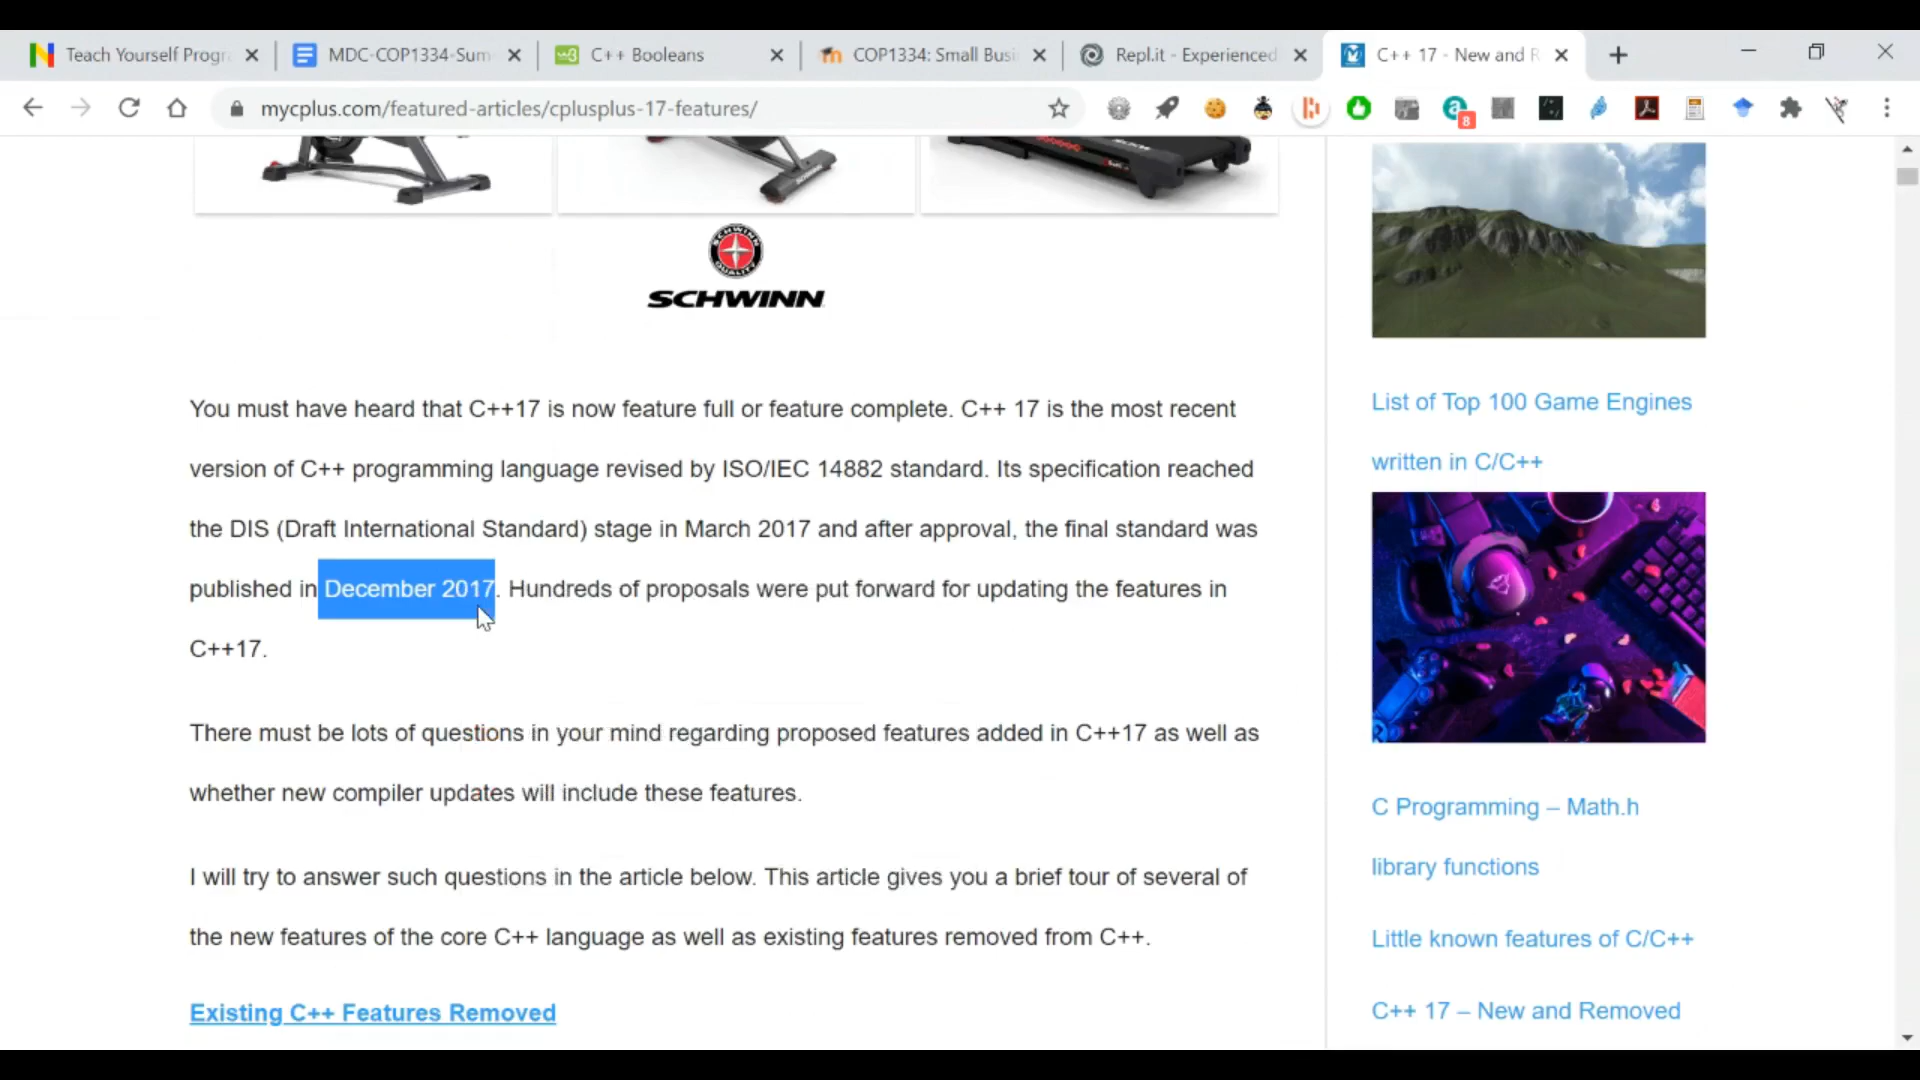 Teach Yourself Progr
MDC-COP1334-Sum
C++ Booleans
COP1334: Small Busi
Repl.it - Experienced
C++ 17 - New and R
mycplus.com/featured-articles/cplusplus-17-features/
8
SCHWINN
You must have heard that C++17 is now feature full or feature complete. C++ 17 is the most recent
version of C++ programming language revised by ISO/IEC 14882 standard. Its specification reached
the DIS (Draft International Standard) stage in March 2017 and after approval, the final standard was
published in December 2017. Hundreds of proposals were put forward for updating the features in
C++17.
There must be lots of questions in your mind regarding proposed features added in C++17 as well as
whether new compiler updates will include these features.
I will try to answer such questions in the article below. This article gives you a brief tour of several of
the new features of the core C++ language as well as existing features removed from C++.
Existing C++ Features Removed
List of Top 100 Game Engines
written in C/C++
C Programming – Math.h
library functions
Little known features of C/C++
C++ 17 – New and Removed